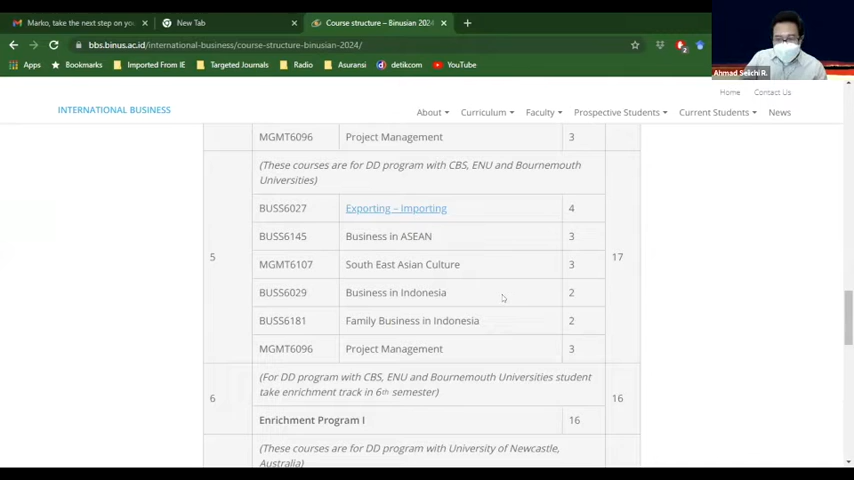 Marko, take the next step on you
New Tab
Course structure – Binusian 2024
bbs.binus.ac.id/international-business/course-structure-binusian-2024/
Apps
Bookmarks
Imported From IE
Targeted Journals
Radio
Asuransi
detikcom
YouTube
Ahmad Seiichi R.
Home
Contact Us
INTERNATIONAL BUSINESS
About
Curriculum
Faculty
Prospective Students
Current Students
News
MGMT6096 Project Management 3
(These courses are for DD program with CBS, ENU and Bournemouth
Universities)
BUSS6027 Exporting – Importing 4
BUSS6145 Business in ASEAN 3
5 MGMT6107 South East Asian Culture 3 17
BUSS6029 Business in Indonesia 2
BUSS6181 Family Business in Indonesia 2
MGMT6096 Project Management 3
(For DD program with CBS, ENU and Bournemouth Universities student
take enrichment track in 6th semester)
6 16
Enrichment Program I 16
(These courses are for DD program with University of Newcastle,
Australia)